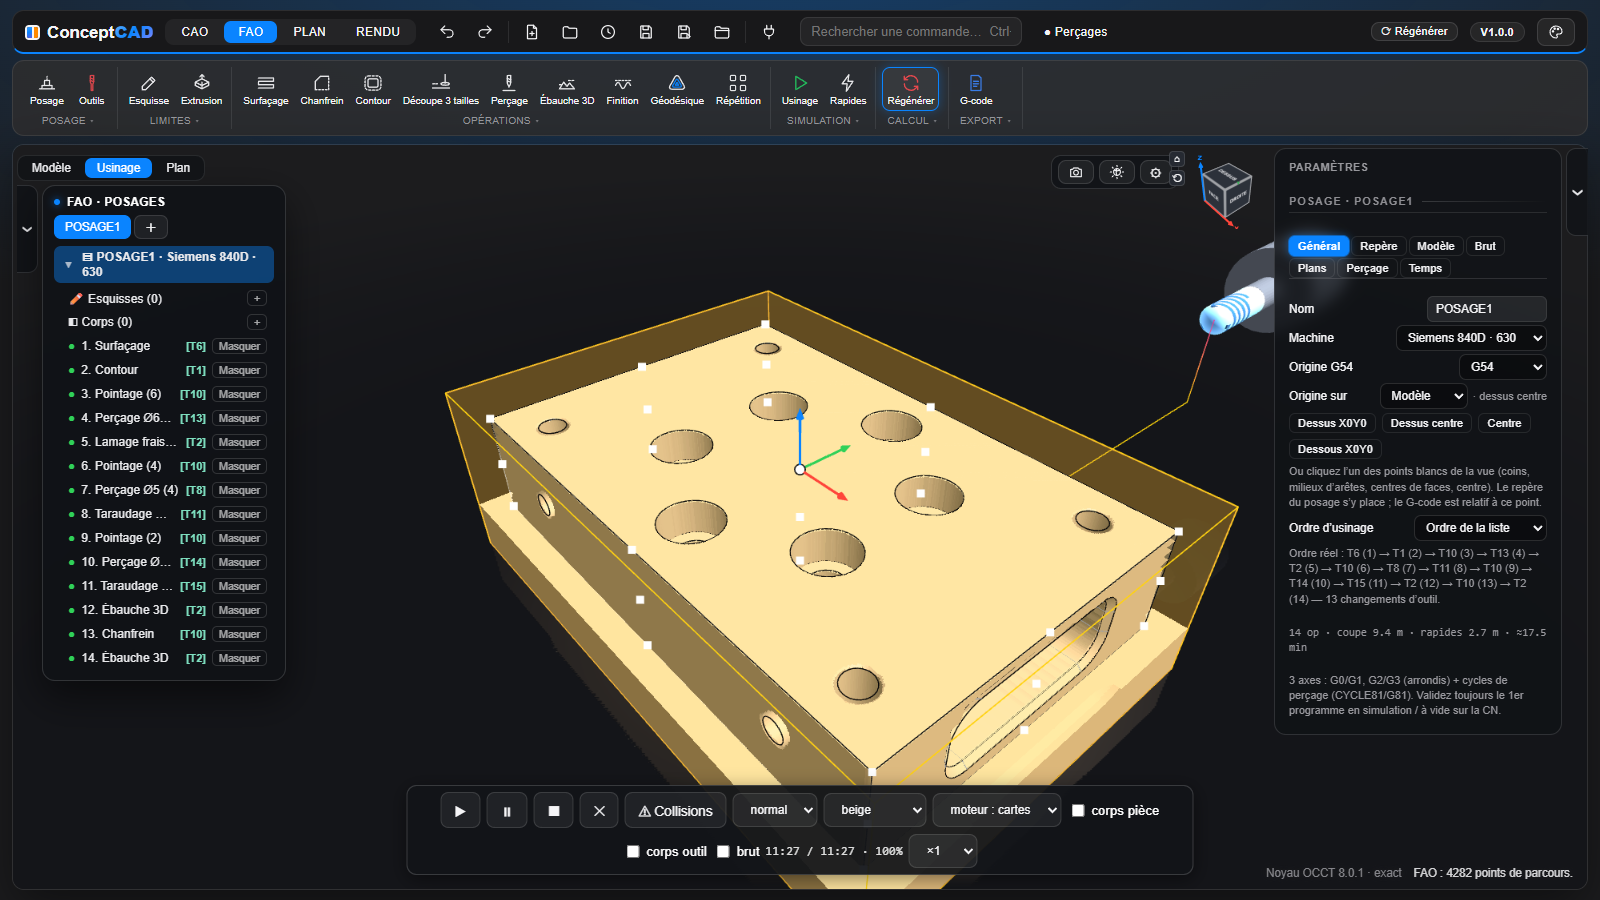 ConceptCAD CAO FAO PLAN RENDU Rechercher une commande… Ctrl ● Perçages Régénérer V1.0.0
Posage Outils Esquisse Extrusion Surfaçage Chanfrein Contour Découpe 3 tailles Perçage Ébauche 3D Finition Géodésique Répétition Usinage Rapides Régénérer G-code
POSAGE LIMITES OPÉRATIONS SIMULATION CALCUL EXPORT
Modèle Usinage Plan
FAO · POSAGES
POSAGE1 +
POSAGE1 · Siemens 840D ·
630
Esquisses (0) +
Corps (0) +
1. Surfaçage [T6] Masquer
2. Contour [T1] Masquer
3. Pointage (6) [T10] Masquer
4. Perçage Ø6… [T13] Masquer
5. Lamage frais… [T2] Masquer
6. Pointage (4) [T10] Masquer
7. Perçage Ø5 (4) [T8] Masquer
8. Taraudage … [T11] Masquer
9. Pointage (2) [T10] Masquer
10. Perçage Ø… [T14] Masquer
11. Taraudage … [T15] Masquer
12. Ébauche 3D [T2] Masquer
13. Chanfrein [T10] Masquer
14. Ébauche 3D [T2] Masquer
Z
PARAMÈTRES
POSAGE · POSAGE1
Général Repère Modèle Brut
Plans Perçage Temps
Nom POSAGE1
Machine Siemens 840D · 630
Origine G54 G54
Origine sur Modèle · dessus centre
Dessus X0Y0 Dessus centre Centre
Dessous X0Y0
Ou cliquez l'un des points blancs de la vue (coins,
milieux d'arêtes, centres de faces, centre). Le repère
du posage s'y place ; le G-code est relatif à ce point.
Ordre d'usinage Ordre de la liste
Ordre réel : T6 (1) → T1 (2) → T10 (3) → T13 (4) →
T2 (5) → T10 (6) → T8 (7) → T11 (8) → T10 (9) →
T14 (10) → T15 (11) → T2 (12) → T10 (13) → T2
(14) — 13 changements d'outil.
14 op · coupe 9.4 m · rapides 2.7 m · ≈17.5
min
3 axes : G0/G1, G2/G3 (arrondis) + cycles de
perçage (CYCLE81/G81). Validez toujours le 1er
programme en simulation / à vide sur la CN.
Collisions normal beige moteur : cartes corps pièce
corps outil brut 11:27 / 11:27 · 100% ×1
Noyau OCCT 8.0.1 · exact FAO : 4282 points de parcours.